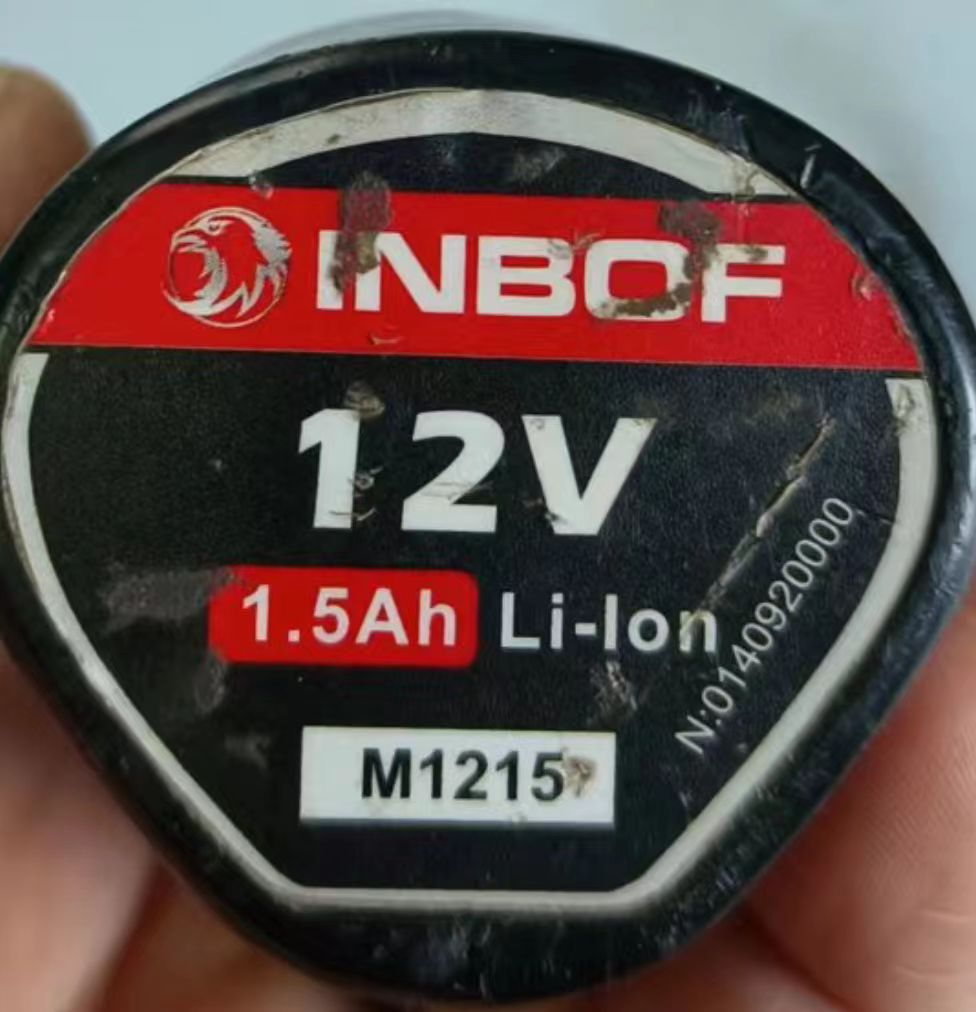 INBOF
12V
1.5Ah Li-Ion
N:0140920000
M1215